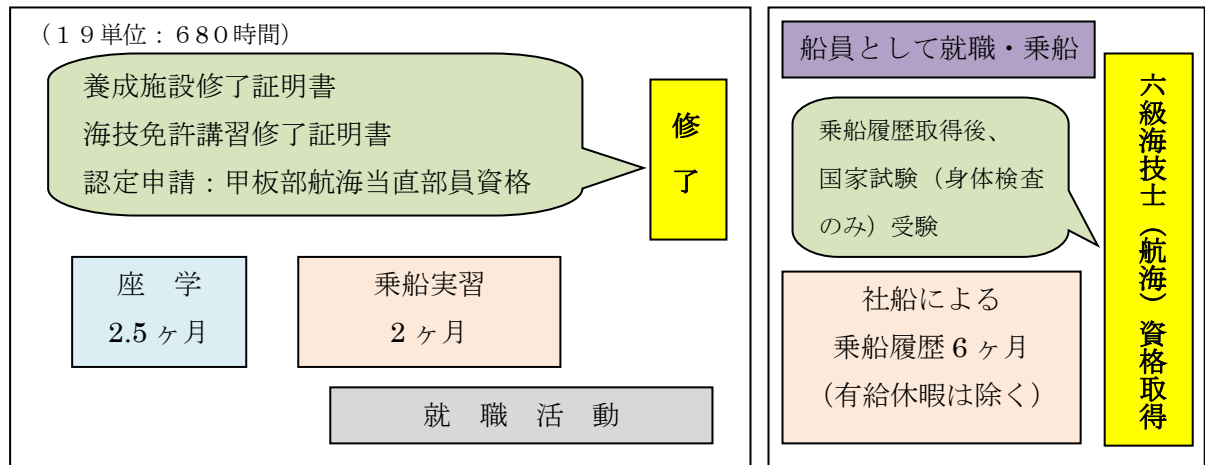 （１９単位：６８０時間）
養成施設修了証明書
海技免許講習修了証明書
認定申請：甲板部航海当直部員資格
修了
座　学
2.5 ヶ月
乗船実習
2 ヶ月
就　職　活　動
船員として就職・乗船
乗船履歴取得後、
国家試験（身体検査
のみ）受験
社船による
乗船履歴 6 ヶ月
（有給休暇は除く）
六級海技士（航海）資格取得